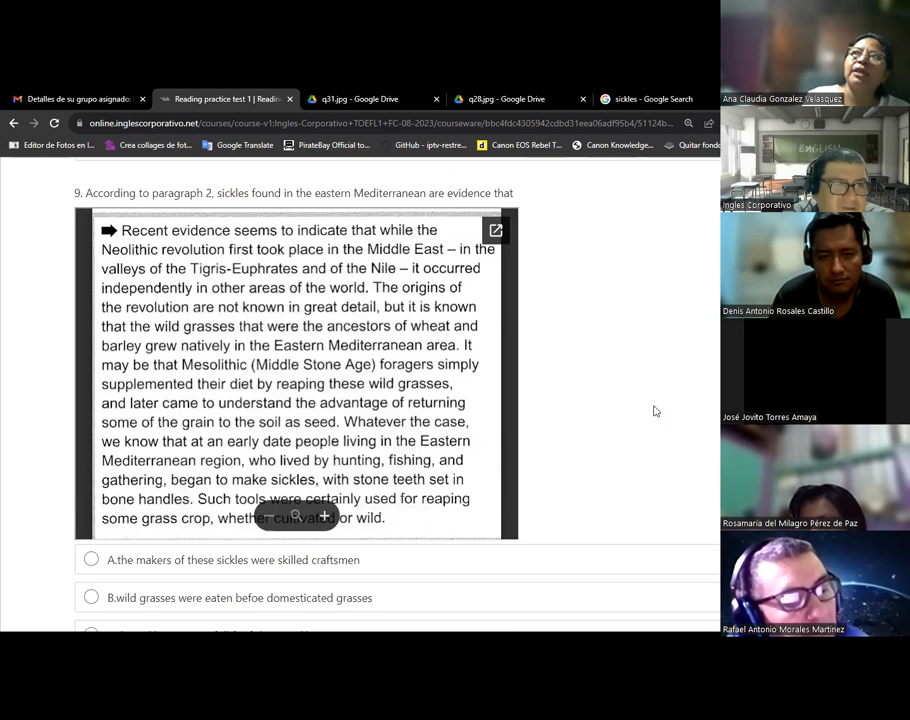 Detalles de su grupo asignado:
Reading practice test 1 | Readin
q31.jpg - Google Drive
q28.jpg - Google Drive
sickles - Google Search
online.inglescorporativo.net/courses/course-v1:Ingles-Corporativo+TOEFL1+FC-08-2023/courseware/bbc4fdc4305942cdbd31eea06adf95b4/51124b...
Editor de Fotos en l...
Crea collages de fot...
Google Translate
PirateBay Official to...
GitHub - iptv-restre...
Canon EOS Rebel T...
Canon Knowledge...
Quitar fondo
9. According to paragraph 2, sickles found in the eastern Mediterranean are evidence that
➡ Recent evidence seems to indicate that while the
Neolithic revolution first took place in the Middle East – in the
valleys of the Tigris-Euphrates and of the Nile – it occurred
independently in other areas of the world. The origins of
the revolution are not known in great detail, but it is known
that the wild grasses that were the ancestors of wheat and
barley grew natively in the Eastern Mediterranean area. It
may be that Mesolithic (Middle Stone Age) foragers simply
supplemented their diet by reaping these wild grasses,
and later came to understand the advantage of returning
some of the grain to the soil as seed. Whatever the case,
we know that at an early date people living in the Eastern
Mediterranean region, who lived by hunting, fishing, and
gathering, began to make sickles, with stone teeth set in
bone handles. Such tools were certainly used for reaping
some grass crop, whether cultivated or wild.
A.the makers of these sickles were skilled craftsmen
B.wild grasses were eaten befoe domesticated grasses
Ana Claudia Gonzalez Velasquez
ENGLISH
Ingles Corporativo
Denis Antonio Rosales Castillo
José Jovito Torres Amaya
Rosamaría del Milagro Pérez de Paz
Rafael Antonio Morales Martinez